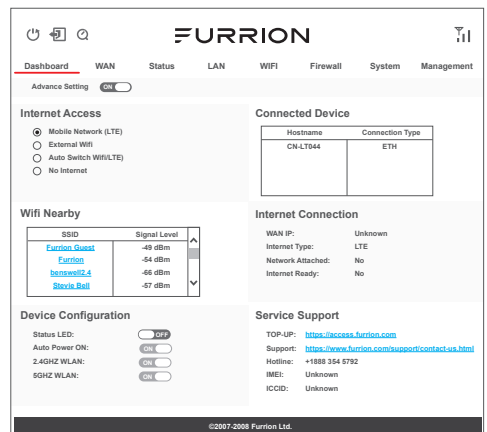 FURRION
Dashboard WAN Status LAN WIFI Firewall System Management
Advance Setting ON
Internet Access
Mobile Network (LTE)
External Wifi
Auto Switch Wifi/LTE)
No Internet
Connected Device
Hostname Connection Type
CN-LT044 ETH
Wifi Nearby
SSID Signal Level
Furrion Guest -49 dBm
Furrion -54 dBm
benswell2.4 -66 dBm
Stevie Bell -57 dBm
Internet Connection
WAN IP: Unknown
Internet Type: LTE
Network Attached: No
Internet Ready: No
Device Configuration
Status LED: OFF
Auto Power ON: ON
2.4GHZ WLAN: ON
5GHZ WLAN: ON
Service Support
TOP-UP: https://access.furrion.com
Support: https://www.furrion.com/support/contact-us.html
Hotline: +1888 354 5792
IMEI: Unknown
ICCID: Unknown
©2007-2008 Furrion Ltd.